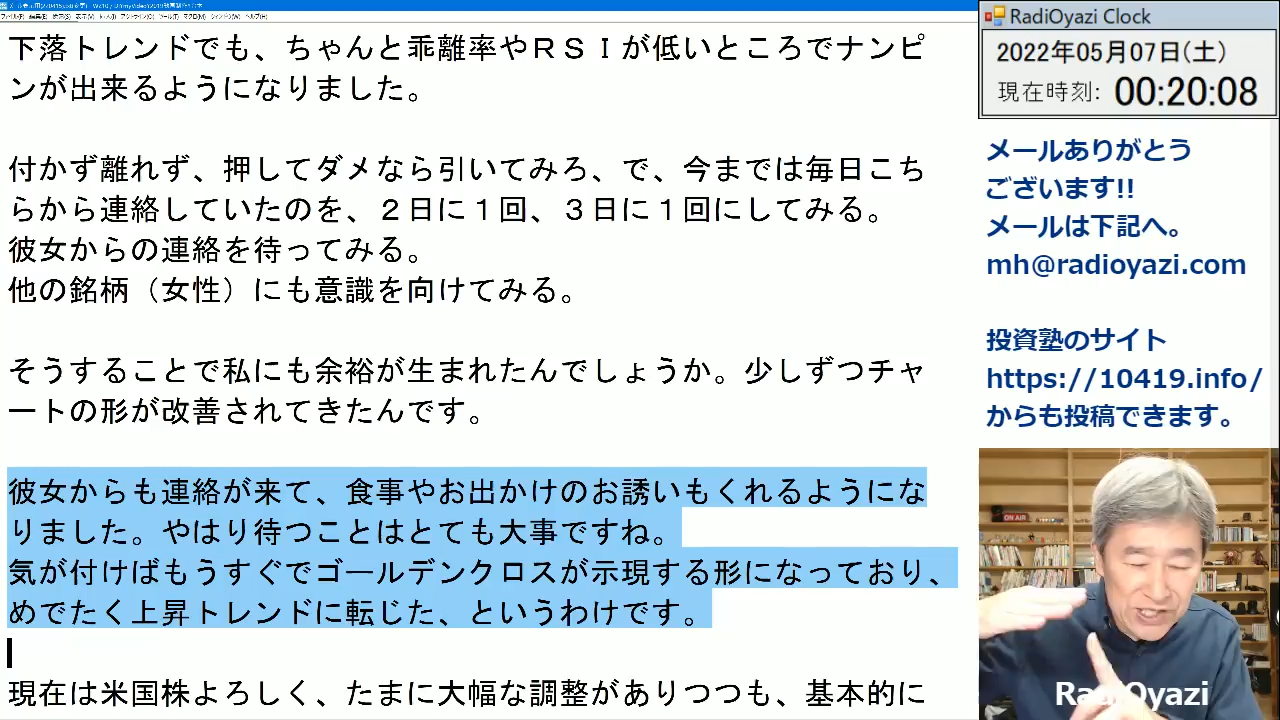 下落トレンドでも、ちゃんと乖離率やＲＳＩが低いところでナンピ
ンが出来るようになりました。
付かず離れず、押してダメなら引いてみろ、で、今までは毎日こち
らから連絡していたのを、２日に１回、３日に１回にしてみる。
彼女からの連絡を待ってみる。
他の銘柄（女性）にも意識を向けてみる。
そうすることで私にも余裕が生まれたんでしょうか。少しずつチャ
ートの形が改善されてきたんです。
彼女からも連絡が来て、食事やお出かけのお誘いもくれるようにな
りました。やはり待つことはとても大事ですね。
気が付けばもうすぐでゴールデンクロスが示現する形になっており、
めでたく上昇トレンドに転じた、というわけです。
現在は米国株よろしく、たまに大幅な調整がありつつも、基本的に
RadiOyazi Clock
2022年05月07日(土)
現在時刻: 00:20:08
メールありがとう
ございます!!
メールは下記へ。
mh@radioyazi.com
投資塾のサイト
https://10419.info/
からも投稿できます。
ON AIR
RadiOyazi